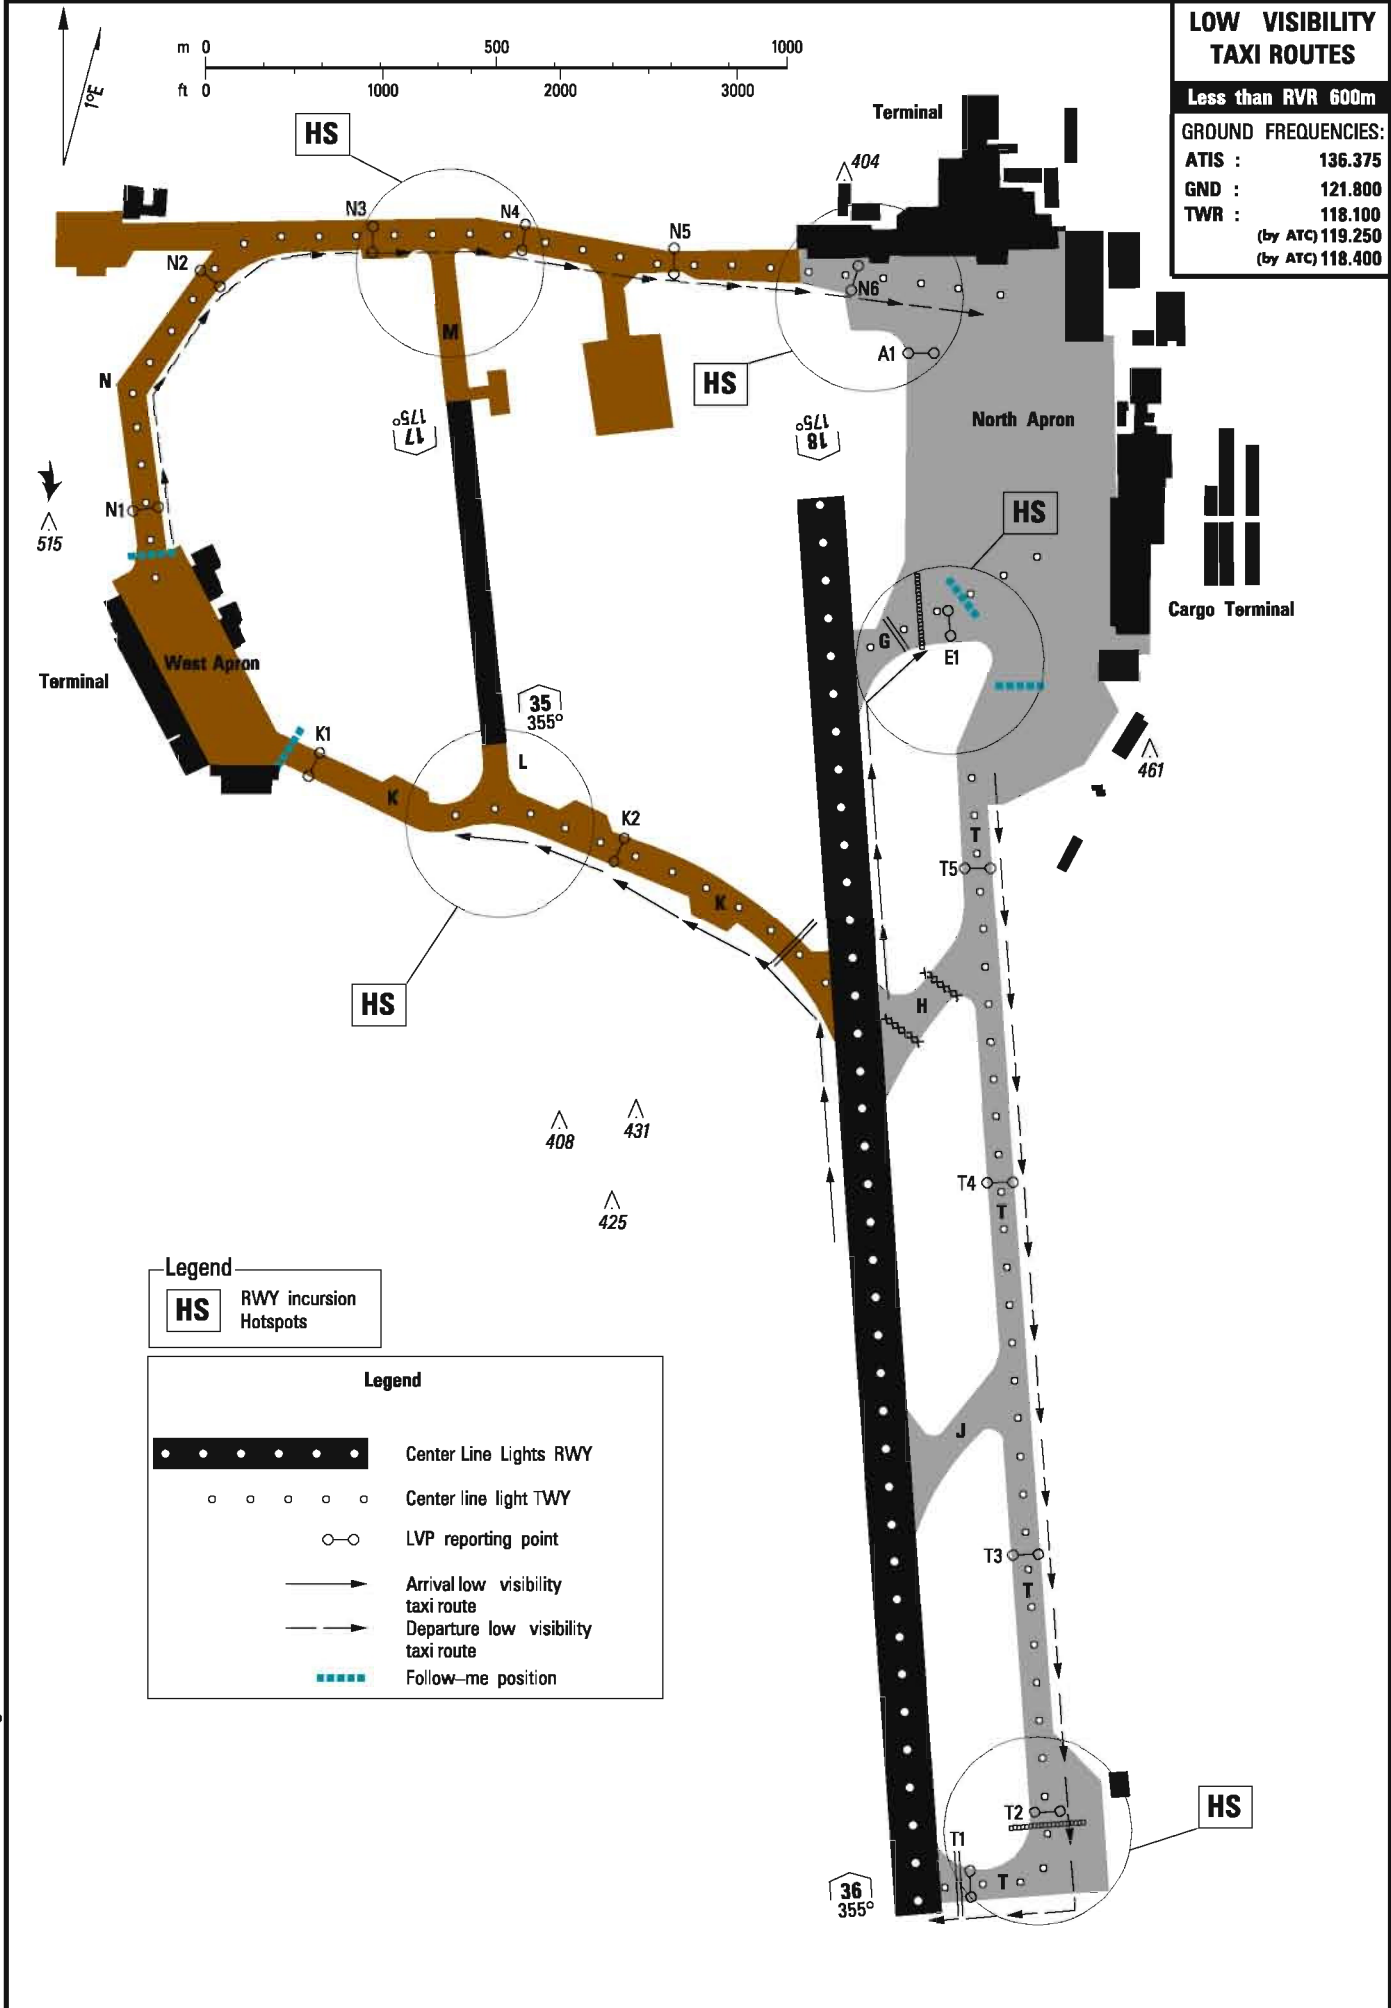 LOW VISIBILITY
TAXI ROUTES
Less than RVR 600m
GROUND FREQUENCIES:
ATIS : 136.375
GND : 121.800
TWR : 118.100
(by ATC) 119.250
(by ATC) 118.400
m 0 500 1000
ft 0 1000 2000 3000
1°E
HS
Terminal
404
N3
N4
N5
N2
N6
A1
M
HS
N
17
175°
18
175°
North Apron
N1
515
HS
Cargo Terminal
G
E1
West Apron
Terminal
35
355°
K1
L
461
K
K2
T
T5
K
HS
H
408
431
425
T4
T
Legend
HS
RWY incursion
Hotspots
Legend
Center Line Lights RWY
Center line light TWY
LVP reporting point
Arrival low visibility
taxi route
Departure low visibility
taxi route
Follow-me position
J
T3
T
T2
HS
T1
T
36
355°